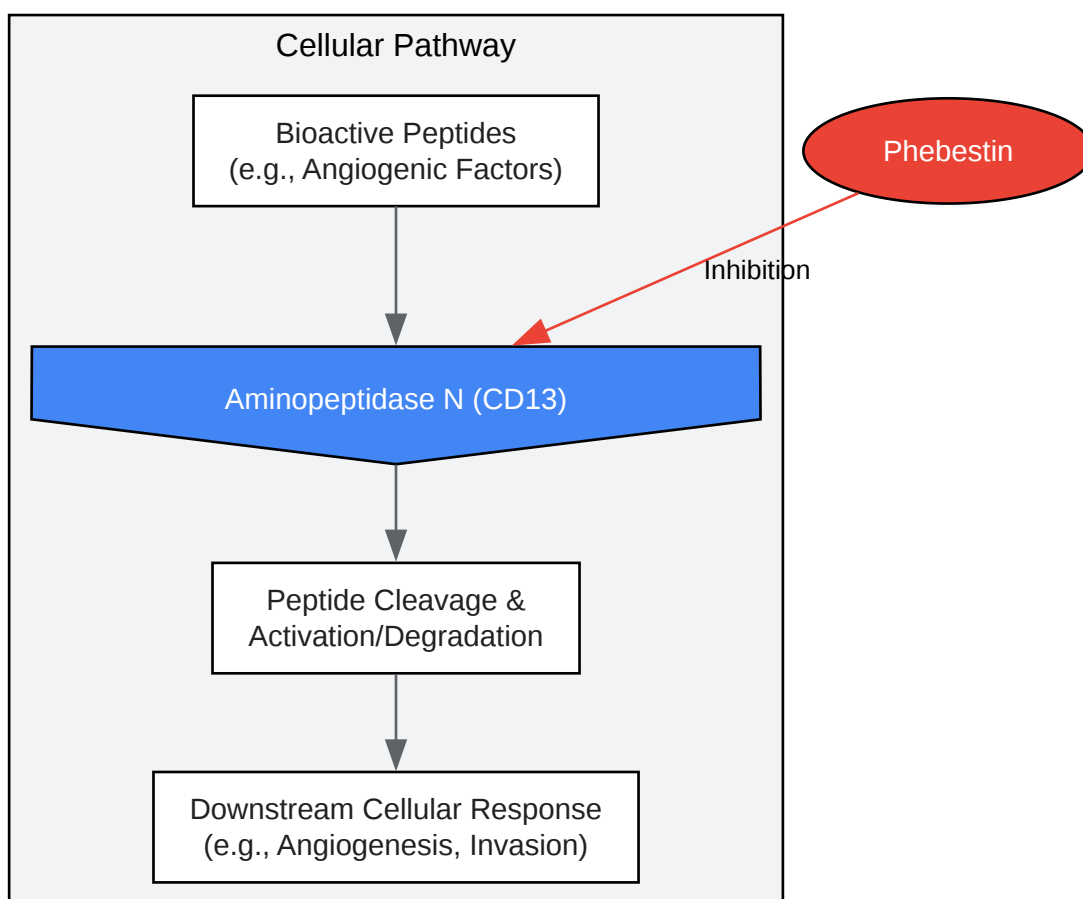 Cellular Pathway
Bioactive Peptides
(e.g., Angiogenic Factors)
Phebestin
Inhibition
Aminopeptidase N (CD13)
Peptide Cleavage &
Activation/Degradation
Downstream Cellular Response
(e.g., Angiogenesis, Invasion)